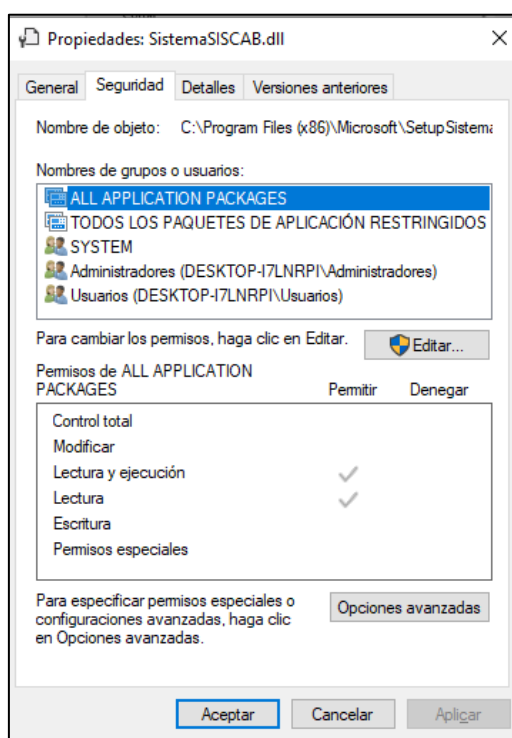 Propiedades: SistemaSISCAB.dll
General Seguridad Detalles Versiones anteriores
Nombre de objeto: C:\Program Files (x86)\Microsoft\SetupSistema
Nombres de grupos o usuarios:
ALL APPLICATION PACKAGES
TODOS LOS PAQUETES DE APLICACIÓN RESTRINGIDOS
SYSTEM
Administradores (DESKTOP-I7LNRPI\Administradores)
Usuarios (DESKTOP-I7LNRPI\Usuarios)
Para cambiar los permisos, haga clic en Editar. Editar...
Permisos de ALL APPLICATION
PACKAGES Permitir Denegar
Control total
Modificar
Lectura y ejecución
Lectura
Escritura
Permisos especiales
Para especificar permisos especiales o
configuraciones avanzadas, haga clic
en Opciones avanzadas.
Opciones avanzadas
Aceptar Cancelar Aplicar